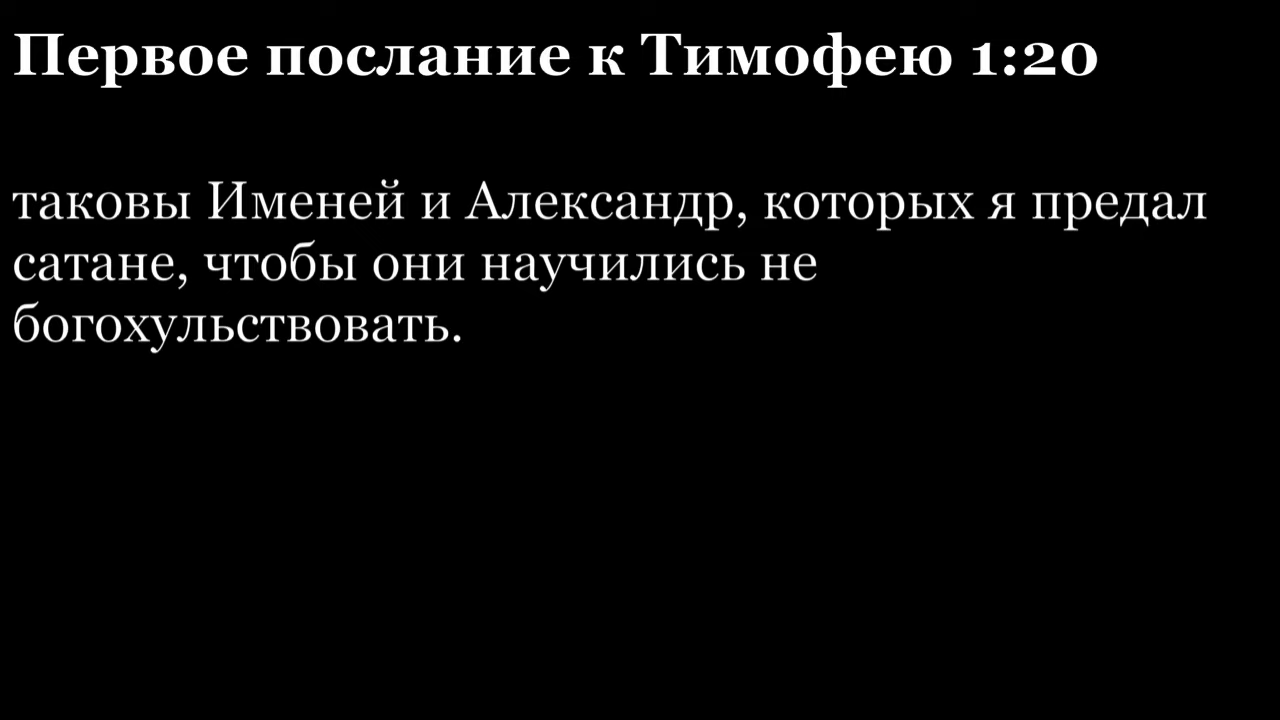 Первое послание к Тимофею 1:20
таковы Именей и Александр, которых я предал
сатане, чтобы они научились не
богохульствовать.